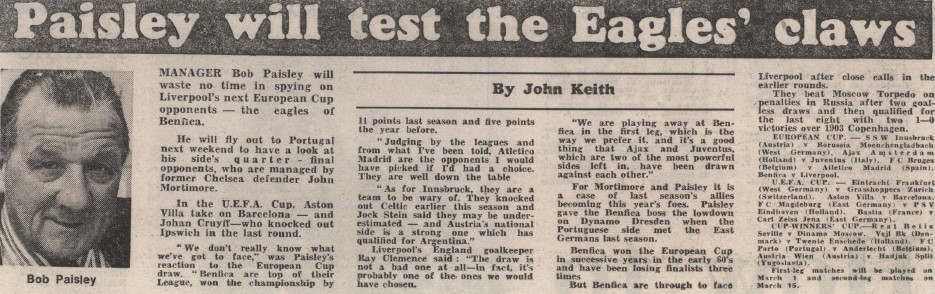 Paisley will test the Eagles' claws
Bob Paisley
MANAGER Bob Paisley will
waste no time in spying on
Liverpool's next European Cup
opponents — the eagles of
Benfica.
He will fly out to Portugal
next weekend to have a look at
his side's quarter-final
opponents, who are managed by
former Chelsea defender John
Mortimore.
In the U.E.F.A. Cup, Aston
Villa take on Barcelona — and
Johan Cruyff—who knocked out
Ipswich in the last round.
"We don't really know what
we've got to face," was Paisley's
reaction to the European Cup
draw. "Benfica are top of their
League, won the championship by
By John Keith
11 points last season and five points
the year before.
"Judging by the leagues and
from what I've been told, Atletico
Madrid are the opponents I would
have picked if I'd had a choice.
They are well down the table
"As for Innsbruck, they are a
team to be wary of. They knocked
out Celtic earlier this season and
Jock Stein said they may be under-
estimated — and Austria's national
side is a strong one which has
qualified for Argentina."
Liverpool's England goalkeeper
Ray Clemence said: "The draw is
not a bad one at all—in fact, it's
probably one of the ones we would
have chosen.
"We are playing away at Ben-
fica in the first leg, which is the
way we prefer it, and it's a good
thing that Ajax and Juventus,
which are two of the most powerful
sides left in, have been drawn
against each other."
For Mortimore and Paisley it is
a case of last season's allies
becoming this year's foes. Paisley
gave the Benfica boss the lowdown
on Dynamo Dresden when the
Portuguese side met the East
Germans last season.
Benfica won the European Cup
in successive years in the early 60's
and have been losing finalists three
times
But Benfica are through to face
Liverpool after close calls in the
earlier rounds.
They beat Moscow Torpedo on
penalties in Russia after two goal-
less draws and then qualified for
the last eight with two 1—0
victories over 1903 Copenhagen.
EUROPEAN CUP. — S S W Innsbruck
(Austria) v Borussia Moenchengladbach
(West Germany), Ajax Amsterdam
(Holland) v Juventus (Italy), F C Bruges
(Belgium) v Atletico Madrid (Spain),
Benfica v Liverpool.
U.E.F.A. CUP. — Eintracht Frankfurt
(West Germany) v Grasshoppers Zurich
(Switzerland), Aston Villa v Barcelona,
F C Magdeburg (East Germany) v P S V
Eindhoven (Holland), Bastia (France) v
Carl Zeiss Jena (East Germany).
CUP-WINNERS' CUP.—Real Betis
Seville v Dinamo Moscow, Vejl Bk (Den-
mark) v Twente Enschede (Holland), F C
Porto (Portugal) v Anderlecht (Belgium),
Austria Wien (Austria) v Hadjuk Split
(Yugoslavia).
First-leg matches will be played on
March 1 and second-leg matches on
March 15.